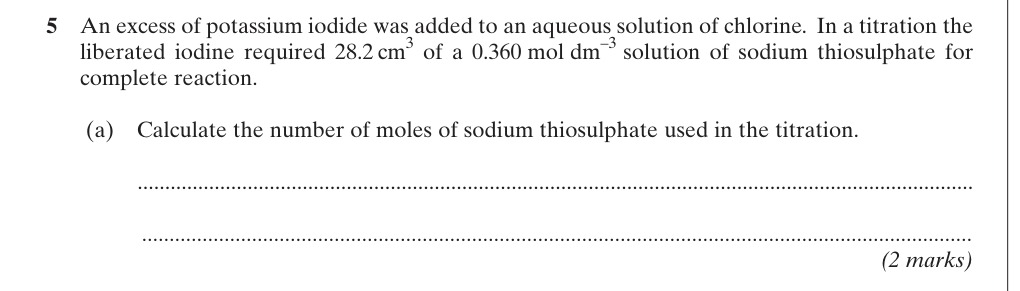 5 An excess of potassium iodide was added to an aqueous solution of chlorine. In a titration the
liberated iodine required 28.2 cm³ of a 0.360 mol dm⁻³ solution of sodium thiosulphate for
complete reaction.
(a) Calculate the number of moles of sodium thiosulphate used in the titration.
(2 marks)